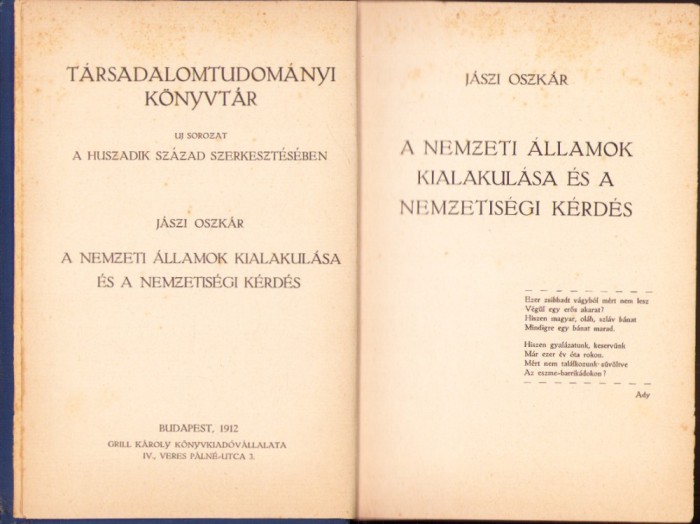 TÁRSADALOMTUDOMÁNYI
KÖNYVTÁR
UJ SOROZAT
A HUSZADIK SZÁZAD SZERKESZTÉSÉBEN
JÁSZI OSZKÁR
A NEMZETI ÁLLAMOK KIALAKULÁSA
ÉS A NEMZETISÉGI KÉRDÉS
BUDAPEST, 1912
GRILL KÁROLY KÖNYVKIADÓVÁLLALATA
IV., VERES PÁLNÉ-UTCA 3.
JÁSZI OSZKÁR
A NEMZETI ÁLLAMOK
KIALAKULÁSA ÉS A
NEMZETISÉGI KÉRDÉS
Ezer zsibbadt vágyból mért nem lesz
Végül egy erős akarat?
Hiszen magyar, oláh, szláv bánat
Mindigre egy bánat marad.
Hiszen gyalázatunk, keservünk
Már ezer év óta rokon.
Mért nem találkozunk süvöltve
Az eszme-barrikádokon?
Ady